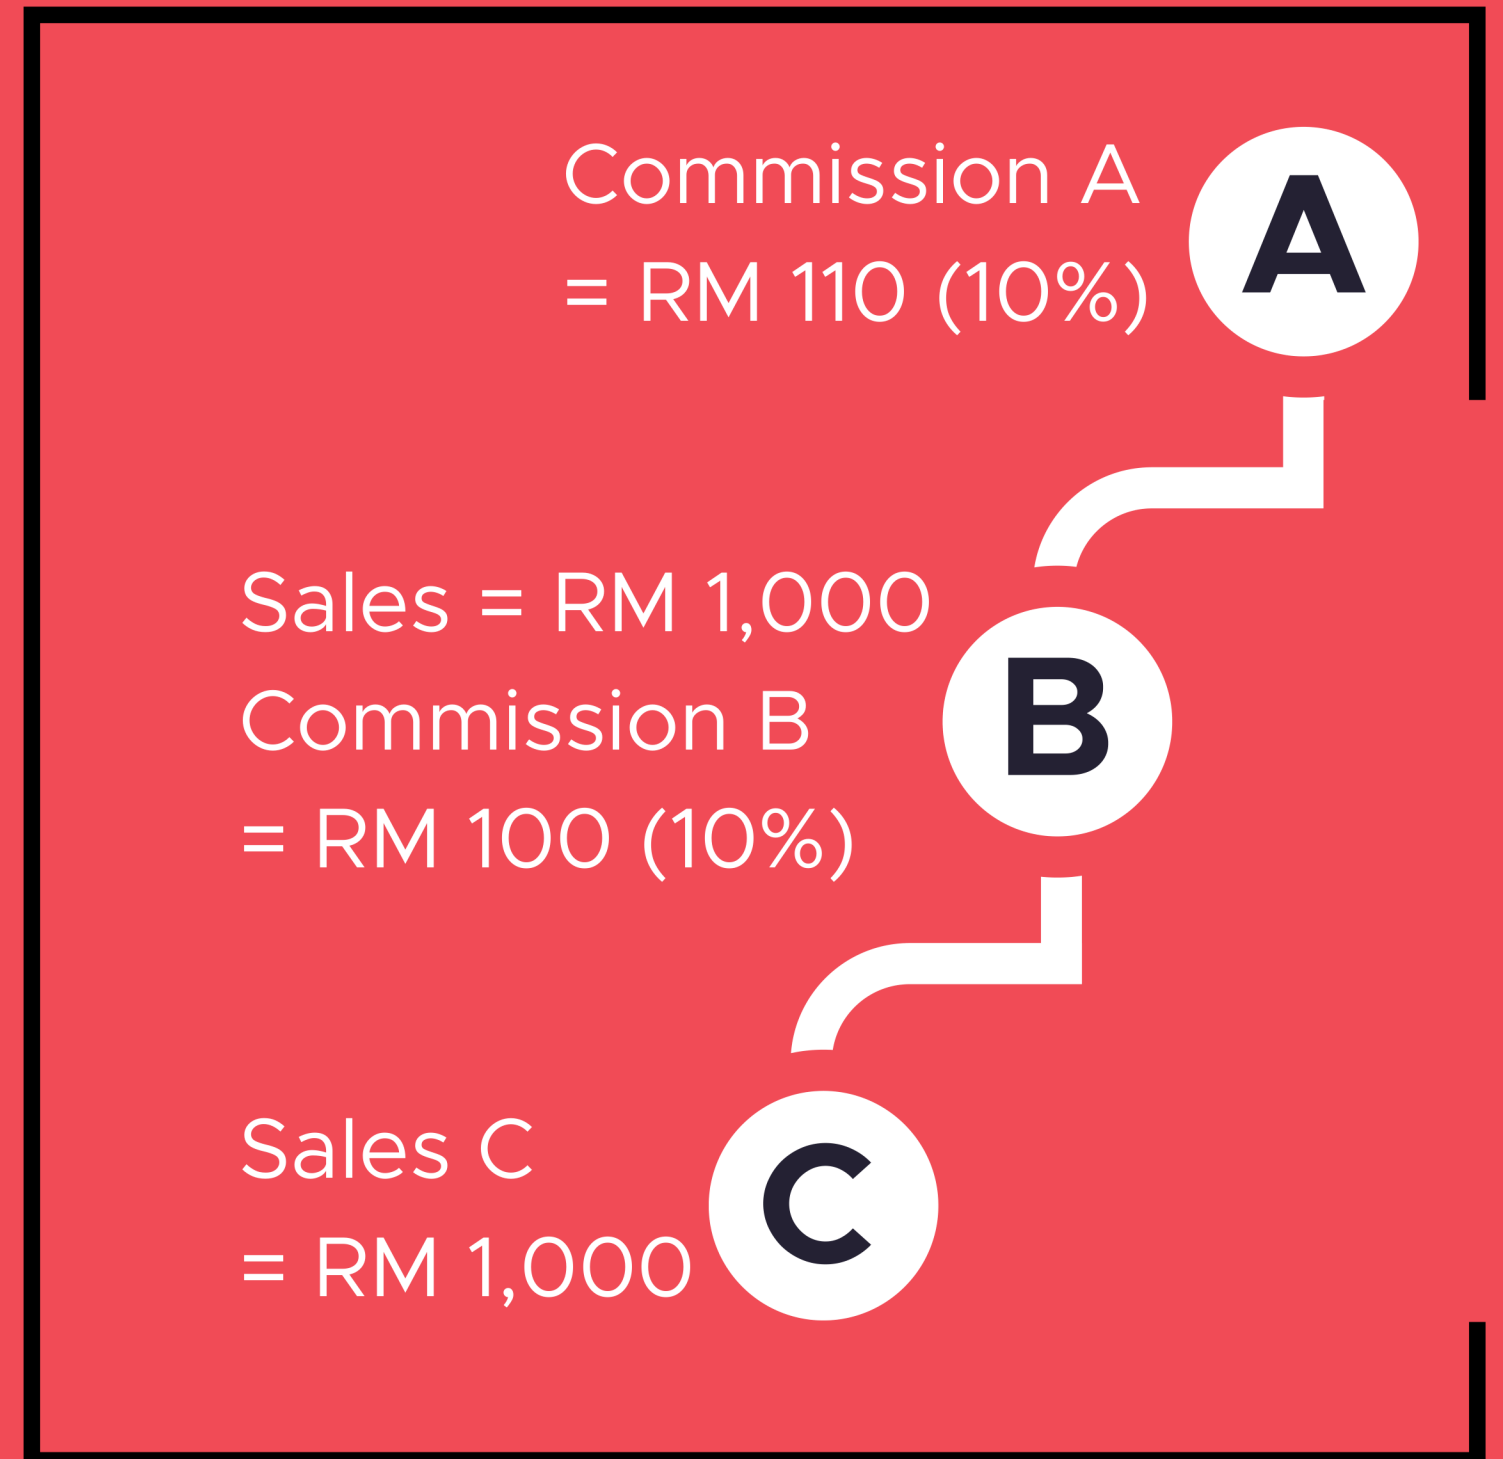 Commission A
= RM 110 (10%)
A
Sales = RM 1,000
Commission B
= RM 100 (10%)
B
Sales C
= RM 1,000
C